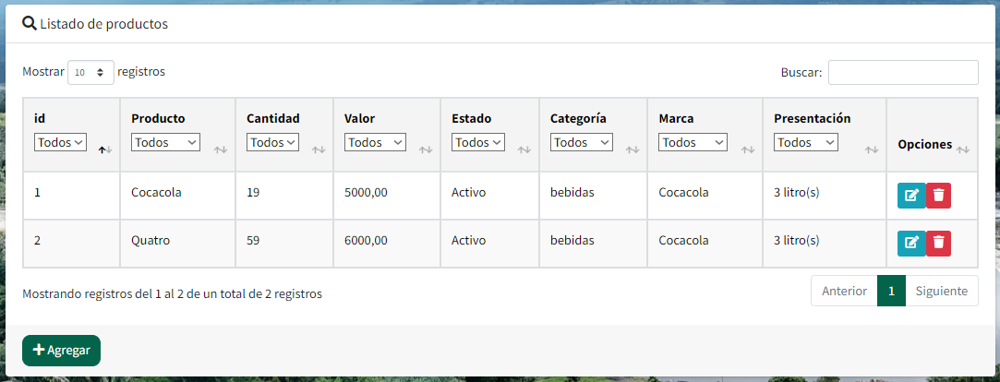 Listado de productos
Mostrar 10 registros
Buscar:
id Producto Cantidad Valor Estado Categoría Marca Presentación
Todos Todos Todos Todos Todos Todos Todos Todos Opciones
1 Cocacola 19 5000,00 Activo bebidas Cocacola 3 litro(s)
2 Quatro 59 6000,00 Activo bebidas Cocacola 3 litro(s)
Mostrando registros del 1 al 2 de un total de 2 registros
Anterior 1 Siguiente
Agregar